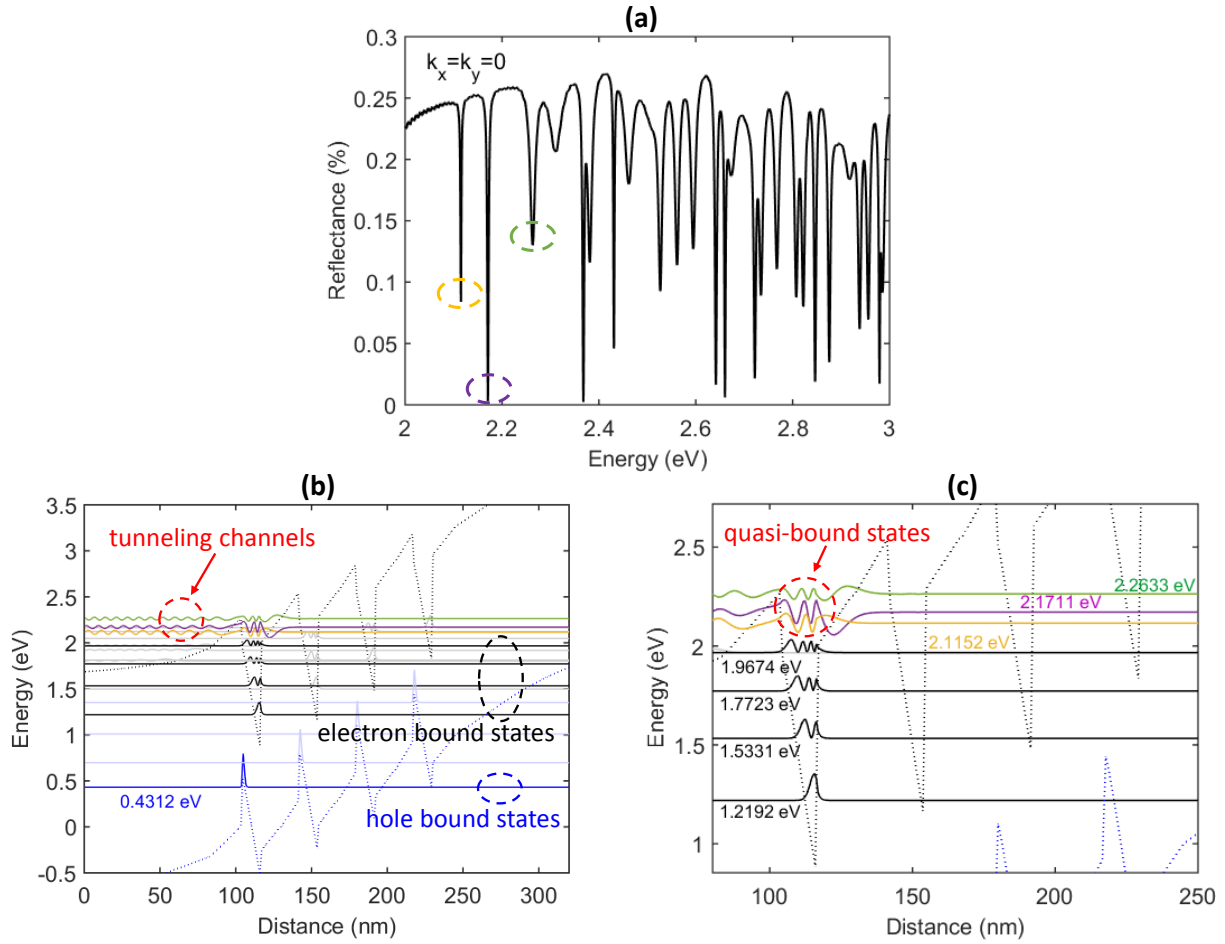 (a)
k_x=k_y=0
0.3
0.25
0.2
0.15
0.1
0.05
0
Reflectance (%)
2
2.2
2.4
2.6
2.8
3
Energy (eV)
(b)
3.5
3
2.5
2
1.5
1
0.5
0
-0.5
Energy (eV)
tunneling channels
electron bound states
0.4312 eV
hole bound states
0
50
100
150
200
250
300
Distance (nm)
(c)
2.5
2
1.5
1
Energy (eV)
quasi-bound states
2.2633 eV
2.1711 eV
2.1152 eV
1.9674 eV
1.7723 eV
1.5331 eV
1.2192 eV
100
150
200
250
Distance (nm)